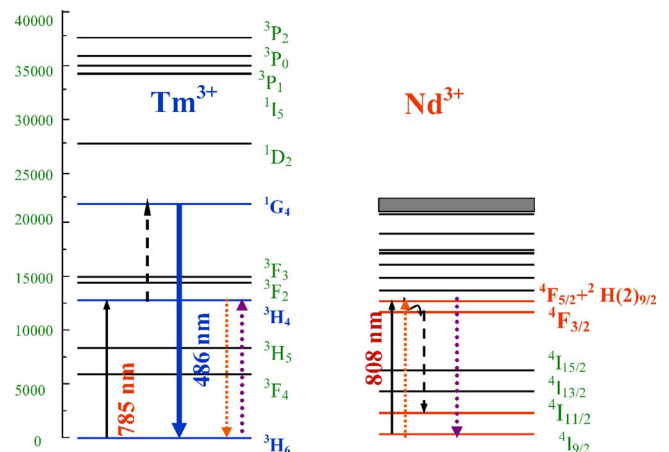 40000
35000
30000
25000
20000
15000
10000
5000
0
Tm³⁺
³P₂
³P₀
³P₁
¹I₅
¹D₂
¹G₄
³F₃
³F₂
³H₄
³H₅
³F₄
³H₆
785 nm
486 nm
Nd³⁺
⁴F₅/₂+² H(2)₉/₂
⁴F₃/₂
⁴I₁₅/₂
⁴I₁₃/₂
⁴I₁₁/₂
⁴I₉/₂
808 nm